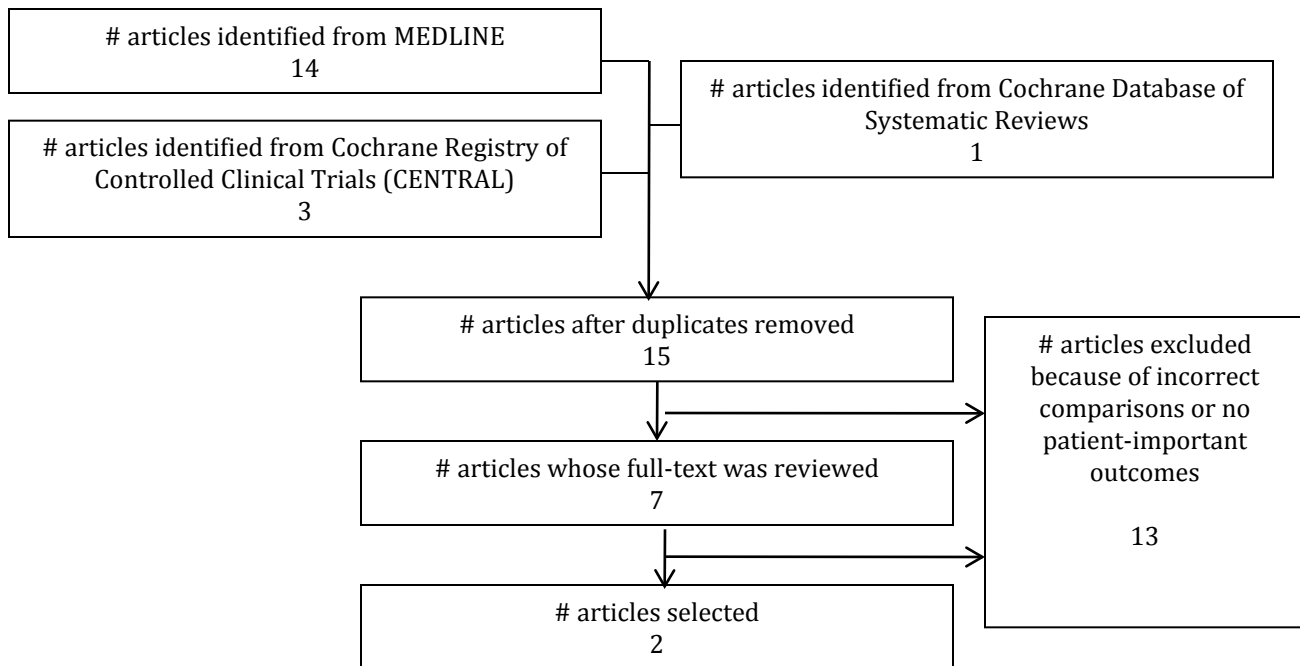 # articles identified from MEDLINE
14
# articles identified from Cochrane Database of
Systematic Reviews
1
# articles identified from Cochrane Registry of
Controlled Clinical Trials (CENTRAL)
3
# articles after duplicates removed
15
# articles excluded
because of incorrect
comparisons or no
patient-important
outcomes
13
# articles whose full-text was reviewed
7
# articles selected
2